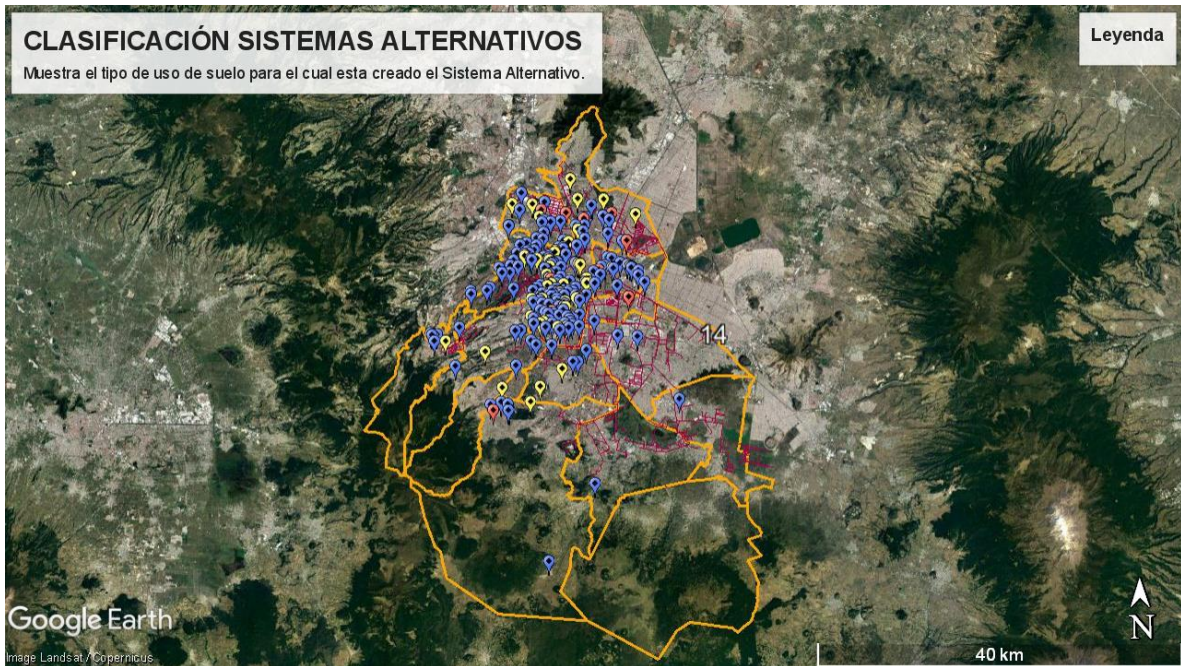 CLASIFICACIÓN SISTEMAS ALTERNATIVOS
Muestra el tipo de uso de suelo para el cual esta creado el Sistema Alternativo.
Leyenda
14
Google Earth
Image Landsat / Copernicus
N
40 km